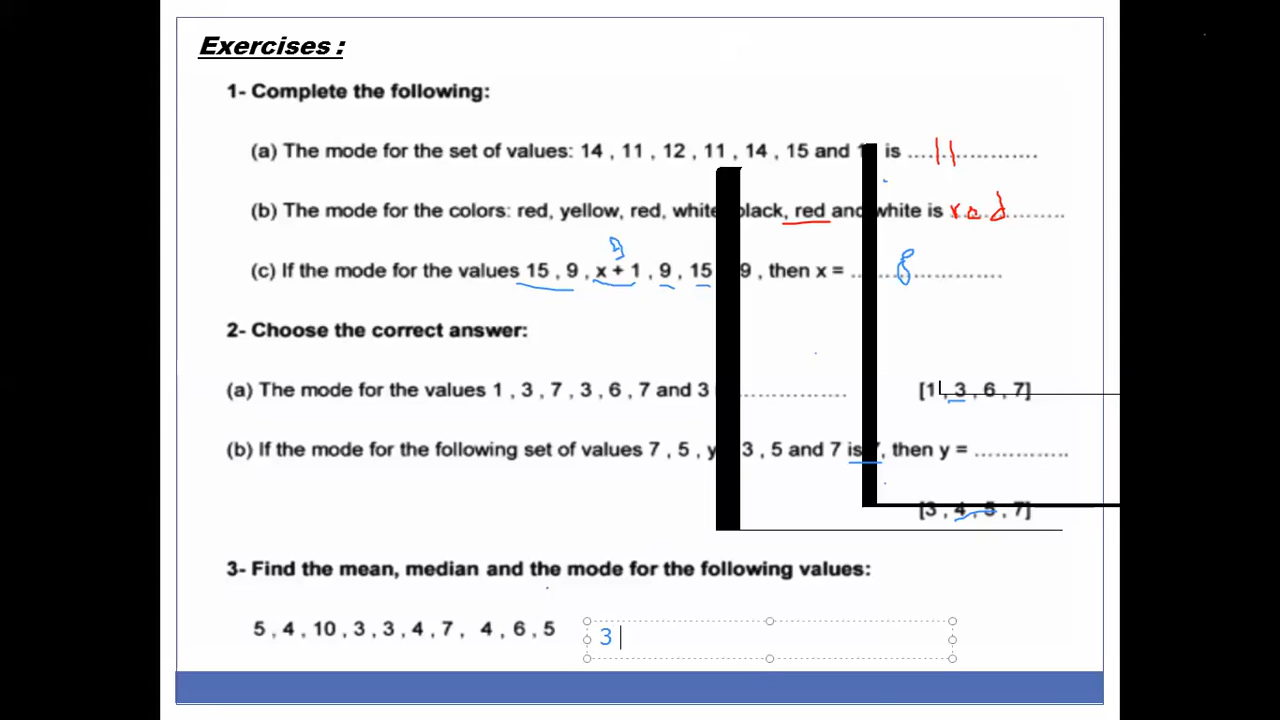 Exercises :
1- Complete the following:
(a) The mode for the set of values: 14 , 11 , 12 , 11 , 14 , 15 and is .... 11 ............
(b) The mode for the colors: red, yellow, red, white black, red and white is red .........
9
(c) If the mode for the values 15 , 9 , x + 1 , 9 , 15 9 , then x = ... 8 ...............
2- Choose the correct answer:
(a) The mode for the values 1 , 3 , 7 , 3 , 6 , 7 and 3 ................. [1 , 3 , 6 , 7]
(b) If the mode for the following set of values 7 , 5 , y 3 , 5 and 7 is 7, then y = ..............
[3 , 4 , 5 , 7]
3- Find the mean, median and the mode for the following values:
5 , 4 , 10 , 3 , 3 , 4 , 7 , 4 , 6 , 5 3